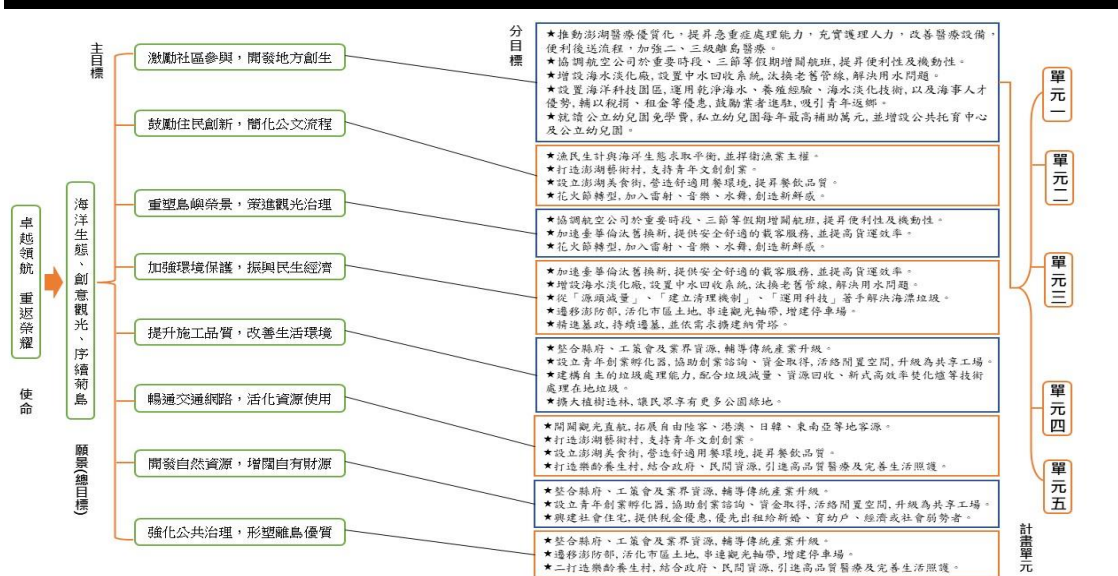 主目標
分目標
激勵社區參與，開發地方創生
鼓勵住民創新，簡化公文流程
重塑島嶼榮景，策進觀光治理
加強環境保護，振興民生經濟
提升施工品質，改善生活環境
暢通交通網路，活化資源使用
開發自然資源，增闊自有財源
強化公共治理，形塑離島優質
卓越領航 重返榮耀
使命
海洋生態、創意觀光、序續菊島
願景(總目標)
★推動澎湖醫療優質化，提昇急重症處理能力，充實護理人力，改善醫療設備，
便利後送流程，加強二、三級離島醫療。
★協調航空公司於重要時段、三節等假期增闢航班,提昇便利性及機動性。
★增設海水淡化廠,設置中水回收系統,汰換老舊管線,解決用水問題。
★設置海洋科技園區,運用乾淨海水、養殖經驗、海水淡化技術,以及海事人才
優勢,輔以稅捐、租金等優惠,鼓勵業者進駐,吸引青年返鄉。
★就讀公立幼兒園免學費,私立幼兒園每年最高補助萬元,並增設公共托育中心
及公立幼兒園。
★漁民生計與海洋生態求取平衡,並捍衛漁業主權。
★打造澎湖藝術村,支持青年文創創業。
★設立澎湖美食街,營造舒適用餐環境,提昇餐飲品質。
★花火節轉型,加入雷射、音樂、水舞,創造新鮮感。
★協調航空公司於重要時段、三節等假期增闢航班,提昇便利性及機動性。
★加速臺華倫汰舊換新,提供安全舒適的載客服務,並提高貨運效率。
★花火節轉型,加入雷射、音樂、水舞,創造新鮮感。
★加速臺華倫汰舊換新,提供安全舒適的載客服務,並提高貨運效率。
★增設海水淡化廠,設置中水回收系統,汰換老舊管線,解決用水問題。
★從「源頭減量」、「建立清理機制」、「運用科技」著手解決海漂垃圾。
★遷移澎防部,活化市區土地,串連觀光軸帶,增建停車場。
★精進墓政,持續遷墓,並依需求擴建納骨塔。
★整合縣府、工策會及業界資源,輔導傳統產業升級。
★設立青年創業孵化器,協助創業諮詢、資金取得,活絡閒置空間,升級為共享工場。
★建構自主的垃圾處理能力,配合垃圾減量、資源回收、新式高效率焚化爐等技術
處理在地垃圾。
★擴大植樹造林,讓民眾享有更多公園綠地。
★開闢觀光直航,拓展自由陸客、港澳、日韓、東南亞等地客源。
★打造澎湖藝術村,支持青年文創創業。
★設立澎湖美食街,營造舒適用餐環境,提昇餐飲品質。
★打造樂齡養生村,結合政府、民間資源,引進高品質醫療及完善生活照護。
★整合縣府、工策會及業界資源,輔導傳統產業升級。
★設立青年創業孵化器,協助創業諮詢、資金取得,活絡閒置空間,升級為共享工場。
★興建社會住宅,提供稅金優惠,優先出租給新婚、育幼戶、經濟或社會弱勢者。
★整合縣府、工策會及業界資源,輔導傳統產業升級。
★遷移澎防部,活化市區土地,串連觀光軸帶,增建停車場。
★二打造樂齡養生村,結合政府、民間資源,引進高品質醫療及完善生活照護。
單元一
單元二
單元三
單元四
單元五
計畫單元